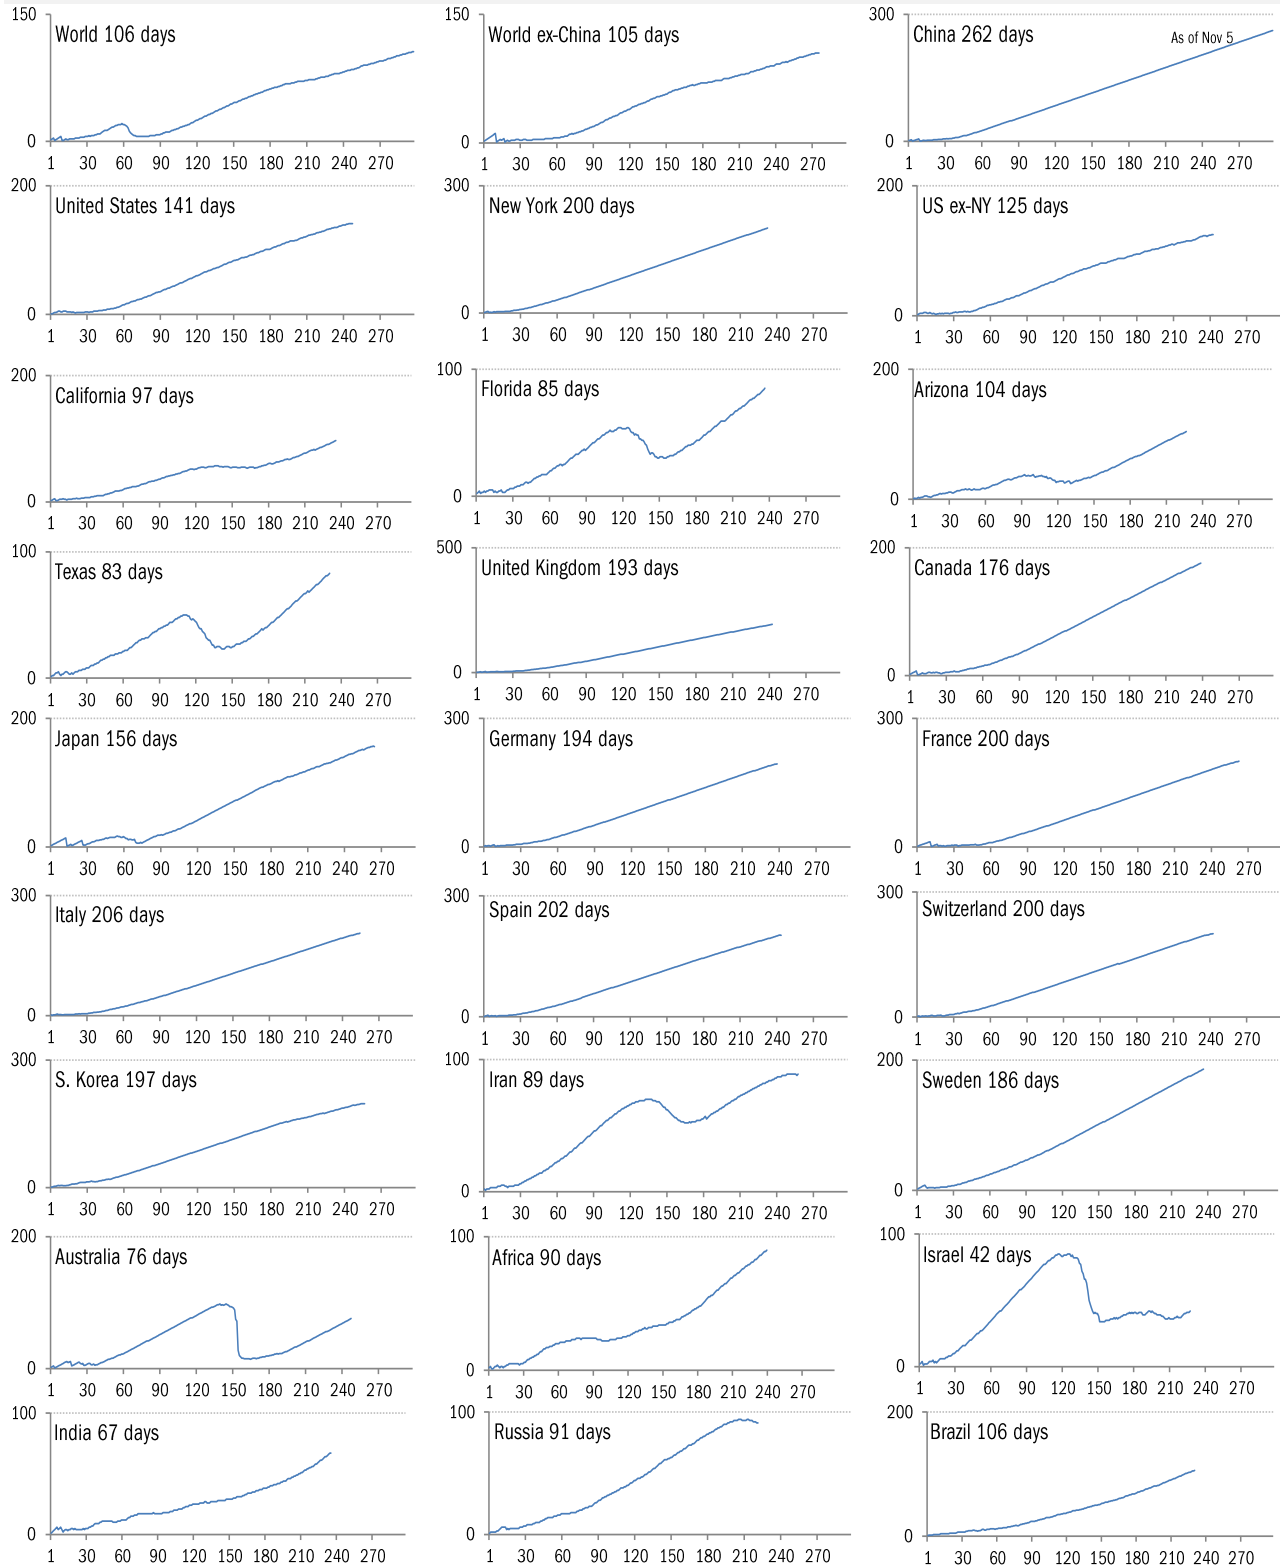 150
World 106 days
0
1 30 60 90 120 150 180 210 240 270
150
World ex-China 105 days
0
1 30 60 90 120 150 180 210 240 270
300
China 262 days
As of Nov 5
0
1 30 60 90 120 150 180 210 240 270
200
United States 141 days
0
1 30 60 90 120 150 180 210 240 270
300
New York 200 days
0
1 30 60 90 120 150 180 210 240 270
200
US ex-NY 125 days
0
1 30 60 90 120 150 180 210 240 270
200
California 97 days
0
1 30 60 90 120 150 180 210 240 270
100
Florida 85 days
0
1 30 60 90 120 150 180 210 240 270
200
Arizona 104 days
0
1 30 60 90 120 150 180 210 240 270
100
Texas 83 days
0
1 30 60 90 120 150 180 210 240 270
500
United Kingdom 193 days
0
1 30 60 90 120 150 180 210 240 270
200
Canada 176 days
0
1 30 60 90 120 150 180 210 240 270
200
Japan 156 days
0
1 30 60 90 120 150 180 210 240 270
300
Germany 194 days
0
1 30 60 90 120 150 180 210 240 270
300
France 200 days
0
1 30 60 90 120 150 180 210 240 270
300
Italy 206 days
0
1 30 60 90 120 150 180 210 240 270
300
Spain 202 days
0
1 30 60 90 120 150 180 210 240 270
300
Switzerland 200 days
0
1 30 60 90 120 150 180 210 240 270
300
S. Korea 197 days
0
1 30 60 90 120 150 180 210 240 270
100
Iran 89 days
0
1 30 60 90 120 150 180 210 240 270
200
Sweden 186 days
0
1 30 60 90 120 150 180 210 240 270
200
Australia 76 days
0
1 30 60 90 120 150 180 210 240 270
100
Africa 90 days
0
1 30 60 90 120 150 180 210 240 270
100
Israel 42 days
0
1 30 60 90 120 150 180 210 240 270
100
India 67 days
0
1 30 60 90 120 150 180 210 240 270
100
Russia 91 days
0
1 30 60 90 120 150 180 210 240 270
200
Brazil 106 days
0
1 30 60 90 120 150 180 210 240 270